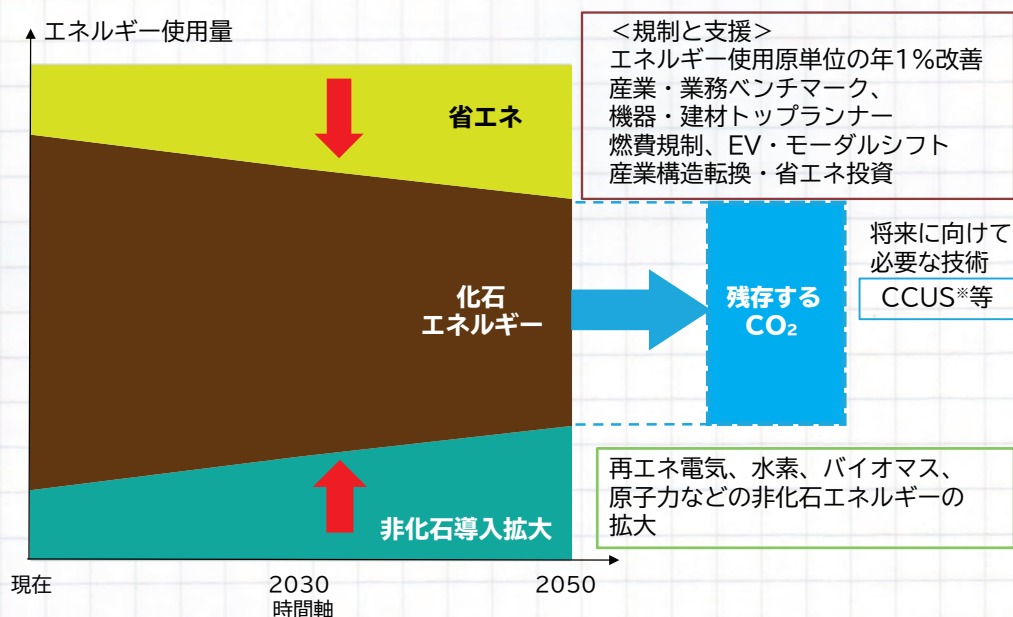 エネルギー使用量
＜規制と支援＞
エネルギー使用原単位の年1％改善
産業・業務ベンチマーク、
機器・建材トップランナー
燃費規制、EV・モーダルシフト
産業構造転換・省エネ投資
省エネ
化石
エネルギー
残存する
CO₂
将来に向けて
必要な技術
CCUS※等
非化石導入拡大
再エネ電気、水素、バイオマス、
原子力などの非化石エネルギーの
拡大
現在
2030
2050
時間軸